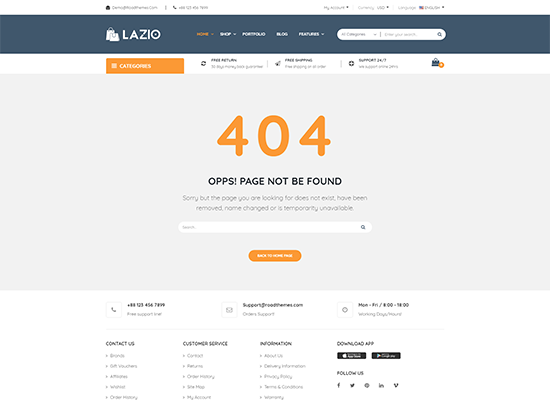 Demo@Roadthemes.Com
+88 123 456 7899
My Account
Currency: USD
Language: ENGLISH
LAZIO
HOME
SHOP
PORTFOLIO
BLOG
FEATURES
All Categories
Enter your search...
CATEGORIES
FREE RETURN
30 days money back guarantee!
FREE SHIPPING
Free shipping on all order
SUPPORT 24/7
We support online 24hrs
404
OPPS! PAGE NOT BE FOUND
Sorry but the page you are looking for does not exist, have been
removed, name changed or is temporarity unavailable.
Search...
BACK TO HOME PAGE
+88 123 456 7899
Free support line!
Support@roadthemes.com
Orders Support!
Mon - Fri / 8:00 - 18:00
Working Days/Hours!
CONTACT US
Brands
Gift Vouchers
Affiliates
Wishlist
Order History
CUSTOMER SERVICE
Contact
Returns
Order History
Site Map
My Account
INFORMATION
About Us
Delivery Information
Privacy Policy
Terms & Conditions
Warranty
DOWNLOAD APP
App Store
Google Play
FOLLOW US